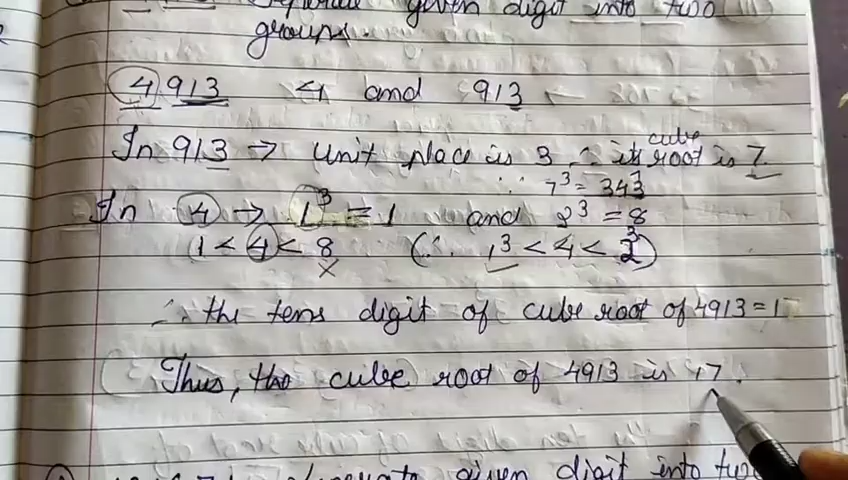 given digit into two
groups.
4913 4 and 913
In 913 → Unit place is 3 ∴ its cube root is 7
∵ 7³ = 343
In 4 → 1³ = 1 and 2³ = 8
1 < 4 < 8 (∵ 1³ < 4 < 2³)
∴ the tens digit of cube root of 4913 = 1
Thus, the cube root of 4913 is 17.
given digit into two